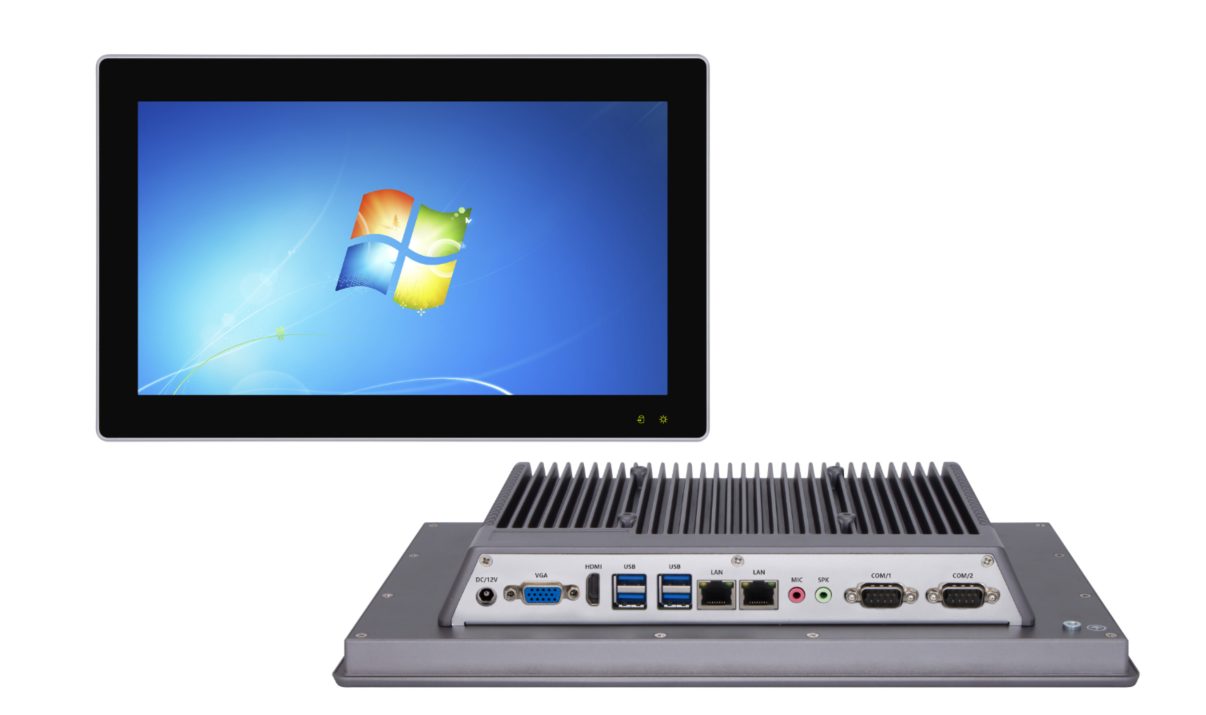 DC/12V
VGA
HDMI
USB
USB
LAN
LAN
MIC
SPK
COM/1
COM/2